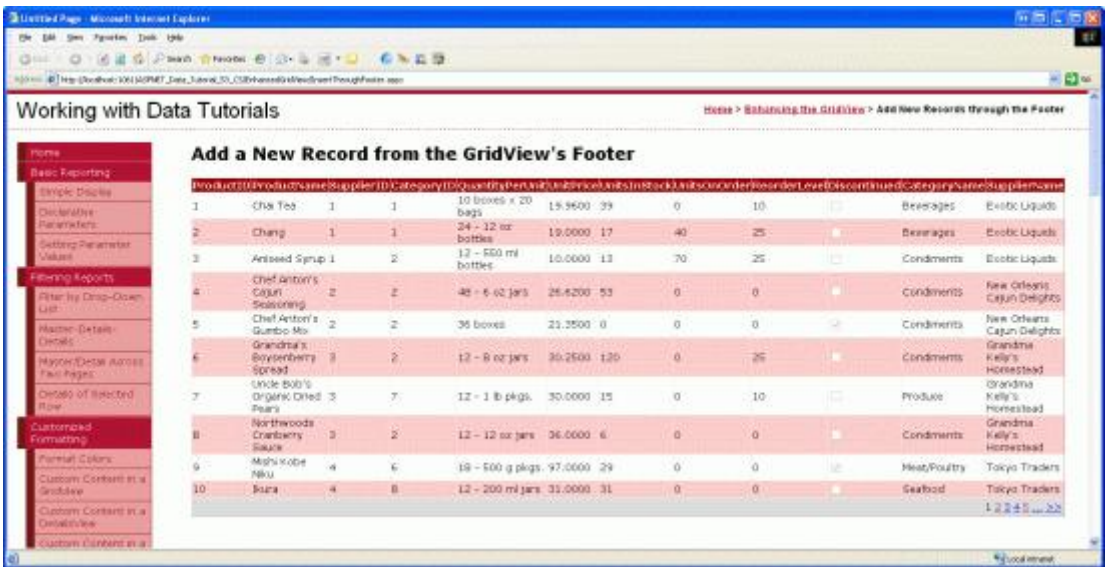 Untitled Page - Microsoft Internet Explorer
File Edit View Favorites Tools Help
Search Favorites
Working with Data Tutorials
Home > Enhancing the GridView > Add New Records through the Footer
Home
Basic Reporting
Simple Display
Declarative Parameters
Setting Parameter Values
Filtering Reports
Filter by Drop-Down List
Master-Details-Details
Master/Detail Across Two Pages
Details of Selected Row
Customized Formatting
Format Colors
Custom Content in a GridView
Custom Content in a DetailsView
Custom Content in a
Add a New Record from the GridView's Footer
ProductID ProductName SupplierID CategoryID QuantityPerUnit UnitPrice UnitsInStock UnitsOnOrder ReorderLevel Discontinued CategoryName SupplierName
1 Chai Tea 1 1 10 boxes x 20 bags 19.9600 39 0 10 Beverages Exotic Liquids
2 Chang 1 1 24 - 12 oz bottles 19.0000 17 40 25 Beverages Exotic Liquids
3 Aniseed Syrup 1 2 12 - 550 ml bottles 10.0000 13 70 25 Condiments Exotic Liquids
4 Chef Anton's Cajun Seasoning 2 2 48 - 6 oz jars 26.6200 53 0 0 Condiments New Orleans Cajun Delights
5 Chef Anton's Gumbo Mix 2 2 36 boxes 21.3500 0 0 0 Condiments New Orleans Cajun Delights
6 Grandma's Boysenberry Spread 3 2 12 - 8 oz jars 30.2500 120 0 25 Condiments Grandma Kelly's Homestead
7 Uncle Bob's Organic Dried Pears 3 7 12 - 1 lb pkgs. 30.0000 15 0 10 Produce Grandma Kelly's Homestead
8 Northwoods Cranberry Sauce 3 2 12 - 12 oz jars 36.0000 6 0 0 Condiments Grandma Kelly's Homestead
9 Mishi Kobe Niku 4 6 18 - 500 g pkgs. 97.0000 29 0 0 Meat/Poultry Tokyo Traders
10 Ikura 4 8 12 - 200 ml jars 31.0000 31 0 0 Seafood Tokyo Traders
1 2 3 4 5 ... >>
Local intranet